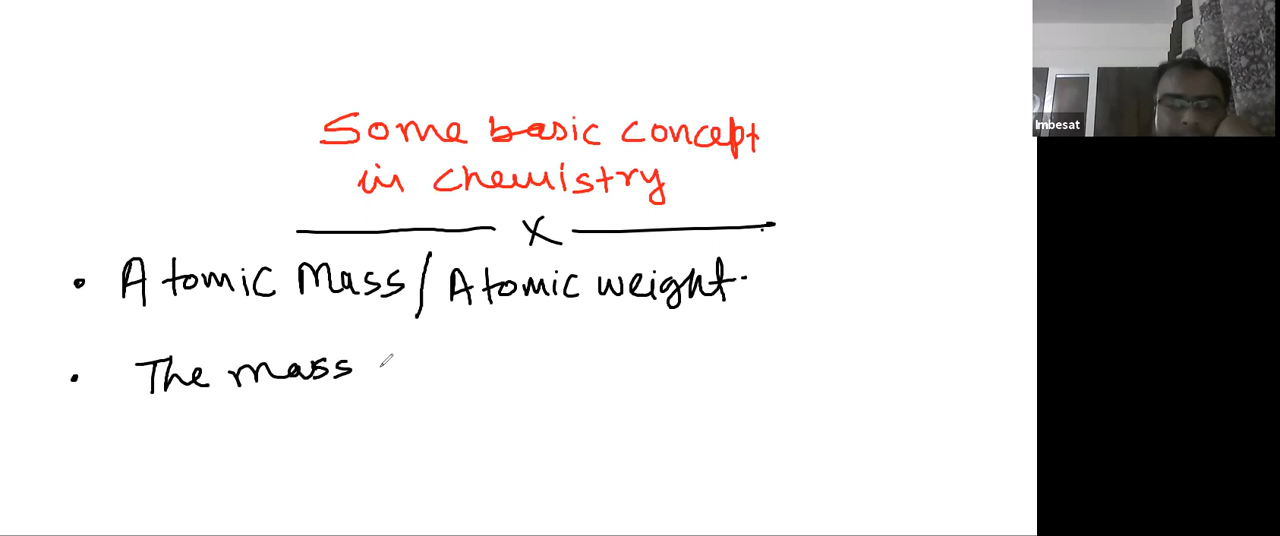 Some basic concept
in chemistry
x
• Atomic Mass / Atomic weight.
• The mass
Imbesat